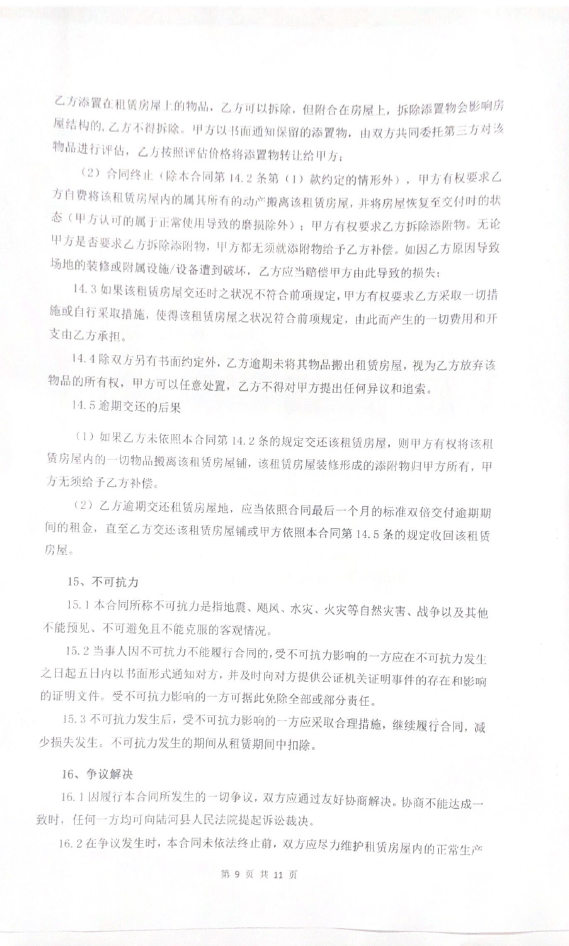 乙方添置在租赁房屋上的物品，乙方可以拆除，但附合在房屋上，拆除添置物会影响房
屋结构的,乙方不得拆除。甲方以书面通知保留的添置物，由双方共同委托第三方对该
物品进行评估，乙方按照评估价格将添置物转让给甲方；
（2）合同终止（除本合同第 14.2 条第（1）款约定的情形外），甲方有权要求乙
方自费将该租赁房屋内的属其所有的动产搬离该租赁房屋，并将房屋恢复至交付时的状
态（甲方认可的属于正常使用导致的磨损除外）；甲方有权要求乙方拆除添附物。无论
甲方是否要求乙方拆除添附物，甲方都无须就添附物给予乙方补偿。如因乙方原因导致
场地的装修或附属设施/设备遭到破坏，乙方应当赔偿甲方由此导致的损失；
14.3 如果该租赁房屋交还时之状况不符合前项规定，甲方有权要求乙方采取一切措
施或自行采取措施，使得该租赁房屋之状况符合前项规定，由此而产生的一切费用和开
支由乙方承担。
14.4 除双方另有书面约定外，乙方逾期未将其物品搬出租赁房屋，视为乙方放弃该
物品的所有权，甲方可以任意处置，乙方不得对甲方提出任何异议和追索。
14.5 逾期交还的后果
（1）如果乙方未依照本合同第 14.2 条的规定交还该租赁房屋，则甲方有权将该租
赁房屋内的一切物品搬离该租赁房屋铺，该租赁房屋装修形成的添附物归甲方所有，甲
方无须给予乙方补偿。
（2）乙方逾期交还租赁房屋地，应当依照合同最后一个月的标准双倍交付逾期期
间的租金，直至乙方交还该租赁房屋铺或甲方依照本合同第 14.5 条的规定收回该租赁
房屋。
15、不可抗力
15.1 本合同所称不可抗力是指地震、飓风、水灾、火灾等自然灾害、战争以及其他
不能预见、不可避免且不能克服的客观情况。
15.2 当事人因不可抗力不能履行合同的,受不可抗力影响的一方应在不可抗力发生
之日起五日内以书面形式通知对方，并及时向对方提供公证机关证明事件的存在和影响
的证明文件。受不可抗力影响的一方可据此免除全部或部分责任。
15.3 不可抗力发生后，受不可抗力影响的一方应采取合理措施，继续履行合同，减
少损失发生。不可抗力发生的期间从租赁期间中扣除。
16、争议解决
16.1 因履行本合同所发生的一切争议，双方应通过友好协商解决。协商不能达成一
致时，任何一方均可向陆河县人民法院提起诉讼裁决。
16.2 在争议发生时，本合同未依法终止前，双方应尽力维护租赁房屋内的正常生产
第 9 页 共 11 页